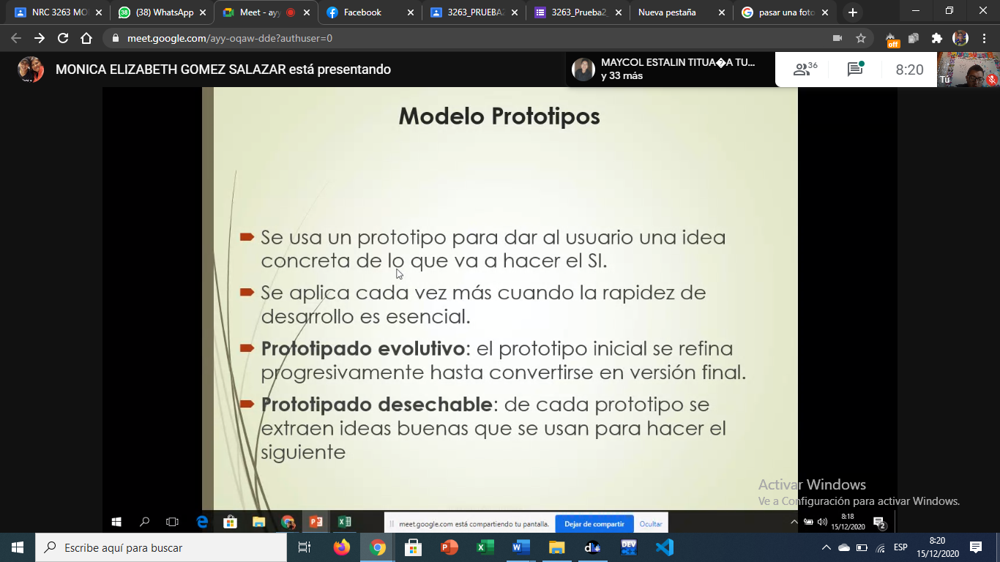 NRC 3263 MO
(38) WhatsApp
Meet - ayy
Facebook
3263_PRUEBA2
3263_Prueba2_
Nueva pestaña
pasar una foto
meet.google.com/ayy-oqaw-dde?authuser=0
off
MONICA ELIZABETH GOMEZ SALAZAR está presentando
MAYCOL ESTALIN TITUA�A TU...
y 33 más
36
8:20
Tú
Modelo Prototipos
Se usa un prototipo para dar al usuario una idea
concreta de lo que va a hacer el SI.
Se aplica cada vez más cuando la rapidez de
desarrollo es esencial.
Prototipado evolutivo: el prototipo inicial se refina
progresivamente hasta convertirse en versión final.
Prototipado desechable: de cada prototipo se
extraen ideas buenas que se usan para hacer el
siguiente
Activar Windows
Ve a Configuración para activar Windows.
meet.google.com está compartiendo tu pantalla.
Dejar de compartir
Ocultar
8:18
15/12/2020
2
Escribe aquí para buscar
DEV
ESP
8:20
15/12/2020